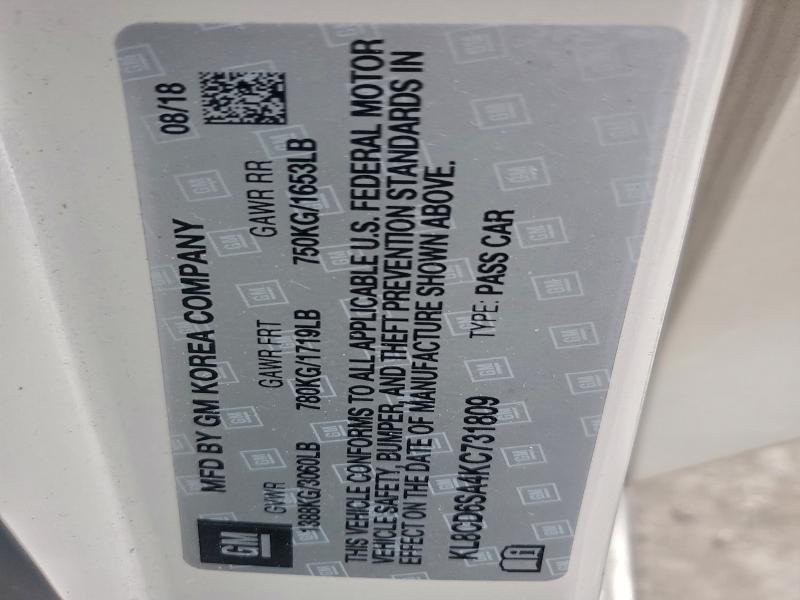 GM
MFD BY GM KOREA COMPANY 08/18
GVWR GAWR FRT GAWR RR
1388KG/3060LB 780KG/1719LB 750KG/1653LB
THIS VEHICLE CONFORMS TO ALL APPLICABLE U.S. FEDERAL MOTOR
VEHICLE SAFETY, BUMPER, AND THEFT PREVENTION STANDARDS IN
EFFECT ON THE DATE OF MANUFACTURE SHOWN ABOVE.
KL8CD6SA4KC731809 TYPE: PASS CAR